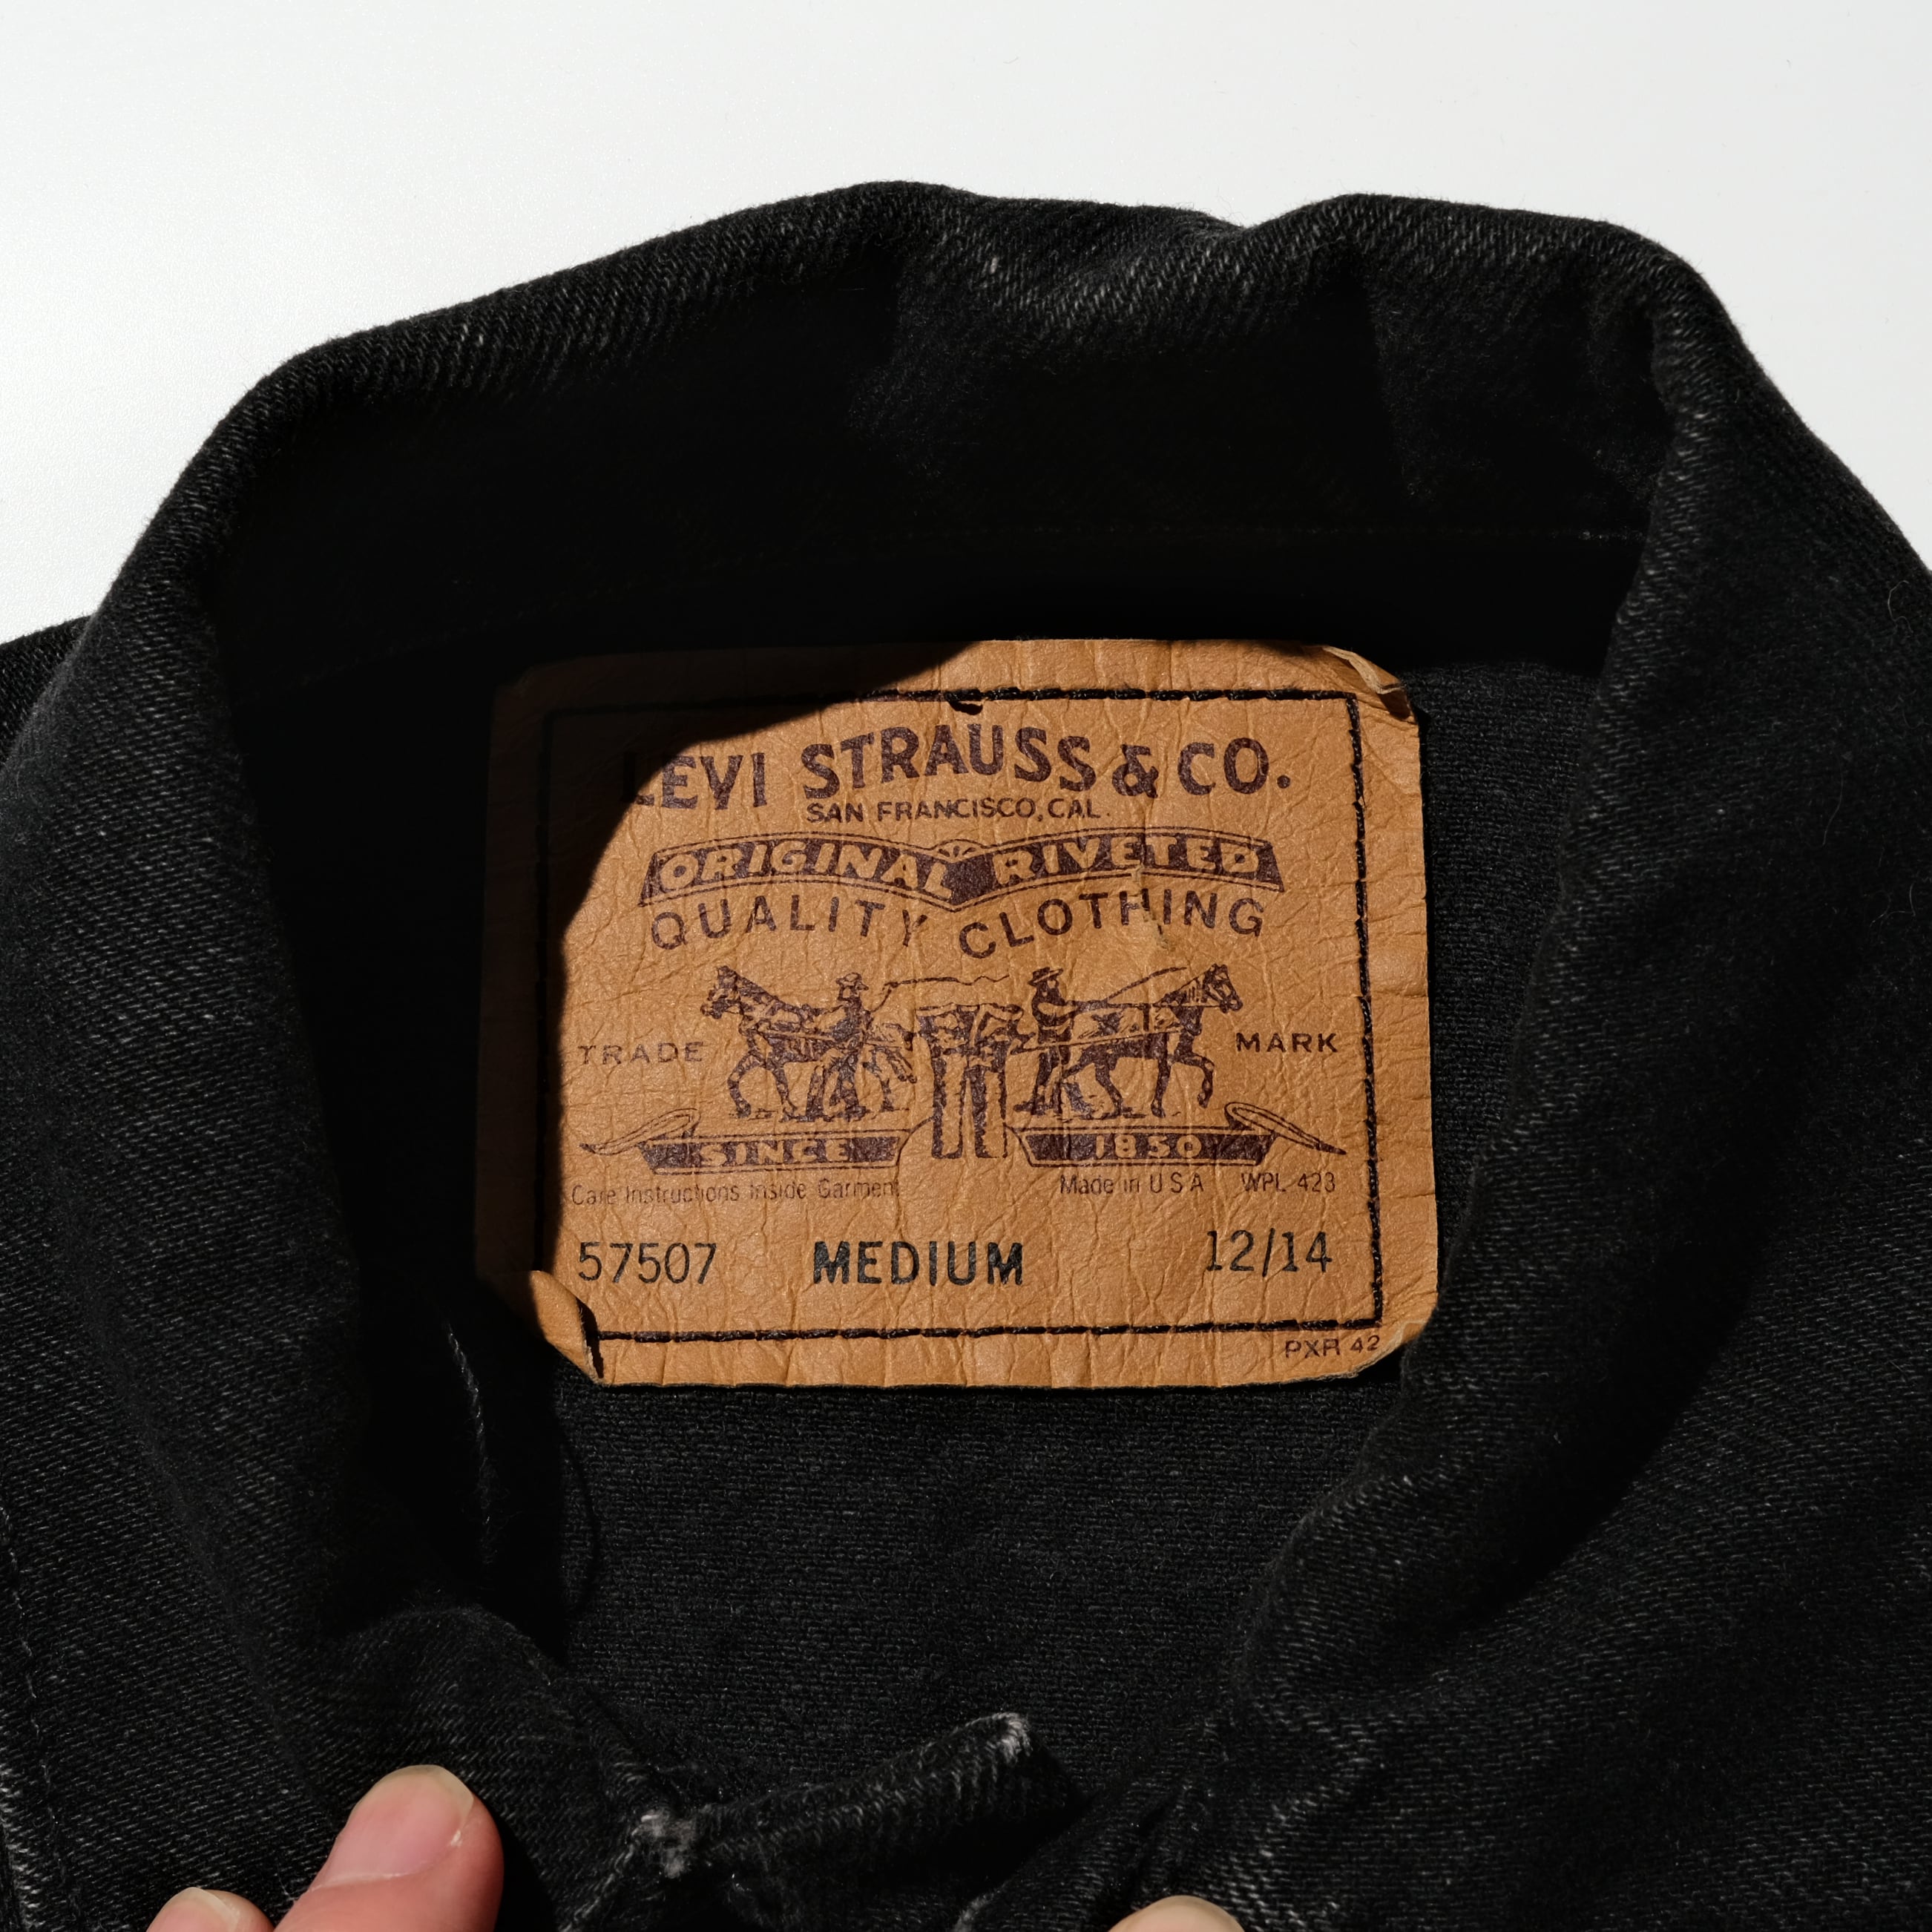 LEVI STRAUSS & CO.
SAN FRANCISCO, CAL.
ORIGINAL RIVETED
QUALITY CLOTHING
TRADE MARK
SINCE 1850
Care Instructions Inside Garment Made in U S A WPL 423
57507 MEDIUM 12/14
PXR 42